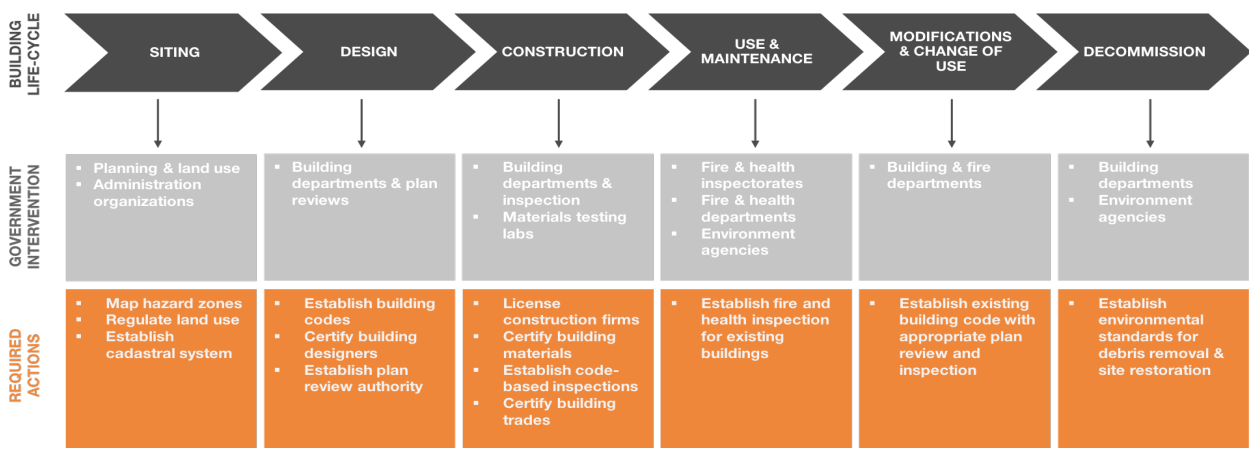 BUILDING
LIFE-CYCLE
SITING
DESIGN
CONSTRUCTION
USE &
MAINTENANCE
MODIFICATIONS
& CHANGE OF
USE
DECOMMISSION
GOVERNMENT
INTERVENTION
▪ Planning & land use
▪ Administration
organizations
▪ Building
departments & plan
reviews
▪ Building
departments &
inspection
▪ Materials testing
labs
▪ Fire & health
inspectorates
▪ Fire & health
departments
▪ Environment
agencies
▪ Building & fire
departments
▪ Building
departments
▪ Environment
agencies
REQUIRED
ACTIONS
▪ Map hazard zones
▪ Regulate land use
▪ Establish
cadastral system
▪ Establish building
codes
▪ Certify building
designers
▪ Establish plan
review authority
▪ License
construction firms
▪ Certify building
materials
▪ Establish code-
based inspections
▪ Certify building
trades
▪ Establish fire and
health inspection
for existing
buildings
▪ Establish existing
building code with
appropriate plan
review and
inspection
▪ Establish
environmental
standards for
debris removal &
site restoration